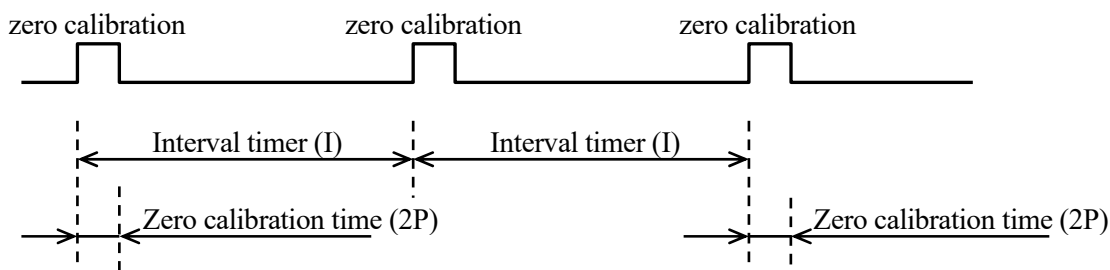 zero calibration zero calibration zero calibration
Interval timer (I) Interval timer (I)
Zero calibration time (2P) Zero calibration time (2P)